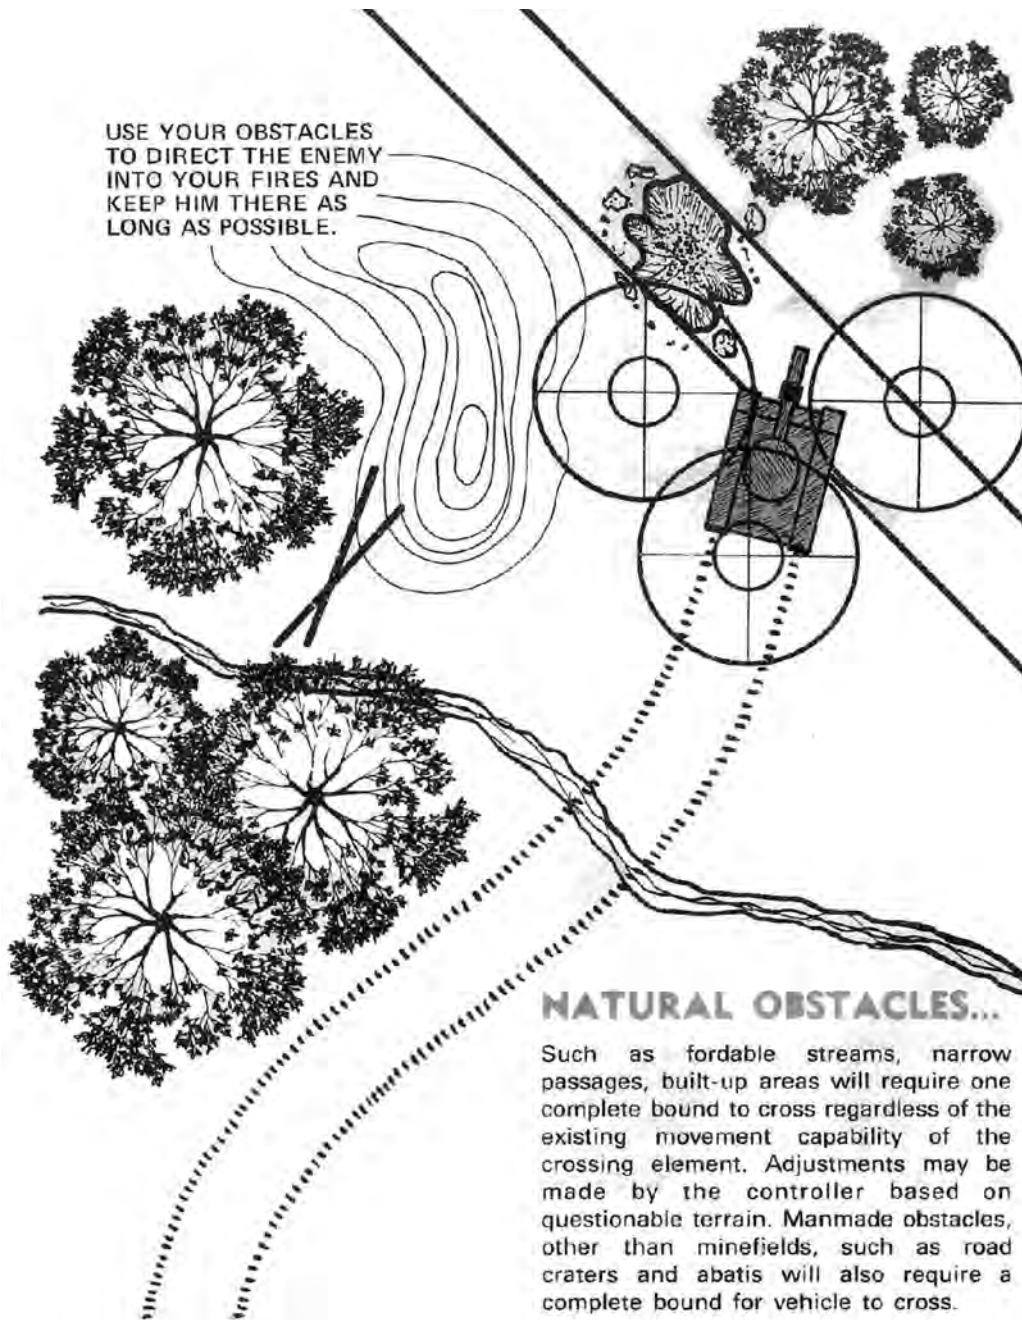 USE YOUR OBSTACLES
TO DIRECT THE ENEMY
INTO YOUR FIRES AND
KEEP HIM THERE AS
LONG AS POSSIBLE.
NATURAL OBSTACLES...
Such as fordable streams, narrow
passages, built-up areas will require one
complete bound to cross regardless of the
existing movement capability of the
crossing element. Adjustments may be
made by the controller based on
questionable terrain. Manmade obstacles,
other than minefields, such as road
craters and abatis will also require a
complete bound for vehicle to cross.